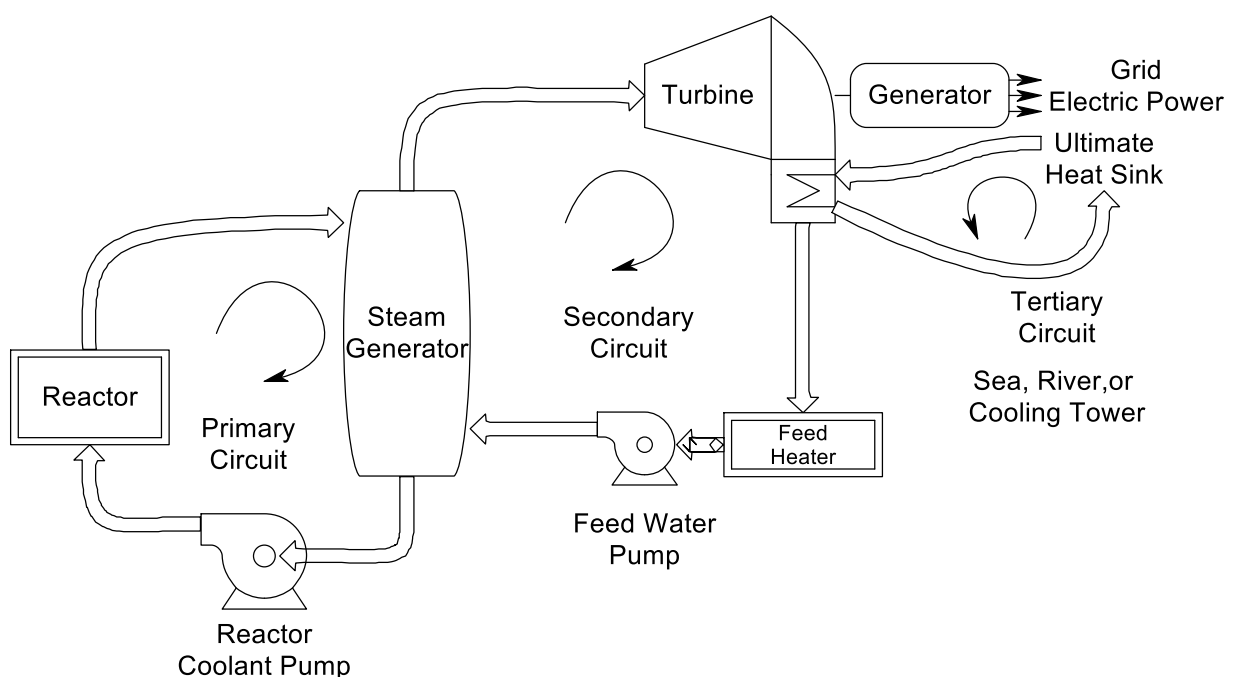 Turbine
Generator
Grid
Electric Power
Ultimate
Heat Sink
Steam
Generator
Secondary
Circuit
Tertiary
Circuit
Sea, River,or
Cooling Tower
Reactor
Primary
Circuit
Feed
Heater
Feed Water
Pump
Reactor
Coolant Pump